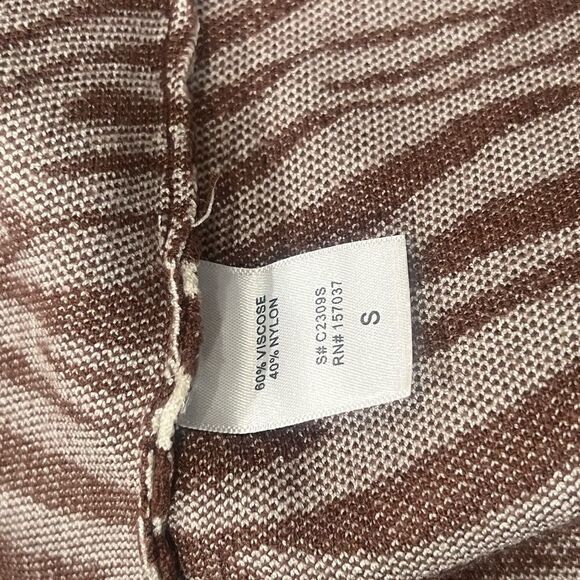 60% VISCOSE
40% NYLON
S# C2309S
RN# 157037
S